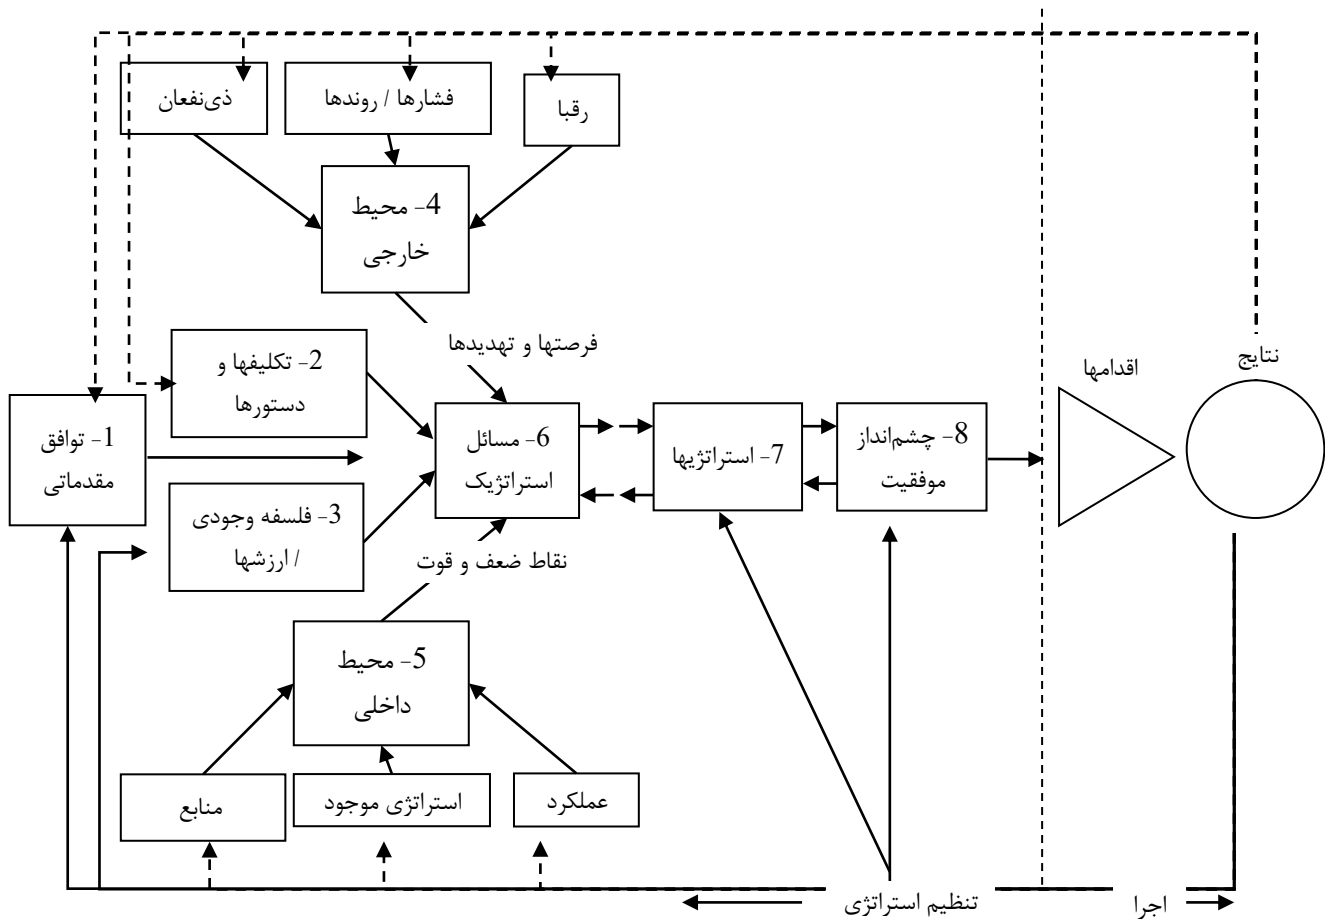 ذی‌نفعان
فشارها / روندها
رقبا
4- محیط
خارجی
فرصتها و تهدیدها
2- تکلیفها و
دستورها
1- توافق
مقدماتی
3- فلسفه وجودی
/ ارزشها
6- مسائل
استراتژیک
7- استراتژیها
8- چشم‌انداز
موفقیت
اقدامها
نتایج
نقاط ضعف و قوت
5- محیط
داخلی
منابع
استراتژی موجود
عملکرد
تنظیم استراتژی
اجرا